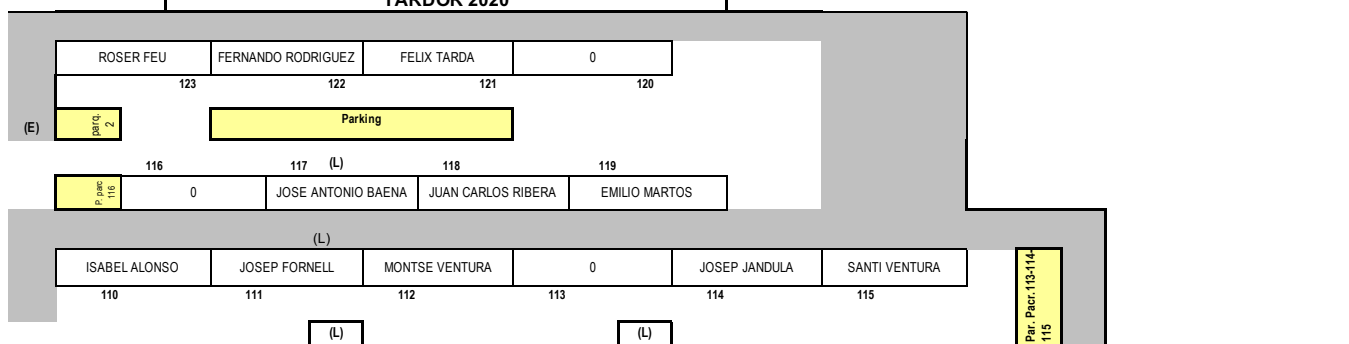 TARDOR 2020
ROSER FEU FERNANDO RODRIGUEZ FELIX TARDA 0
123 122 121 120
(E) parq. 2 Parking
116 117 (L) 118 119
P. parc 116 0 JOSE ANTONIO BAENA JUAN CARLOS RIBERA EMILIO MARTOS
(L)
ISABEL ALONSO JOSEP FORNELL MONTSE VENTURA 0 JOSEP JANDULA SANTI VENTURA
110 111 112 113 114 115
Par. Pacr.113-114-
115
(L) (L)